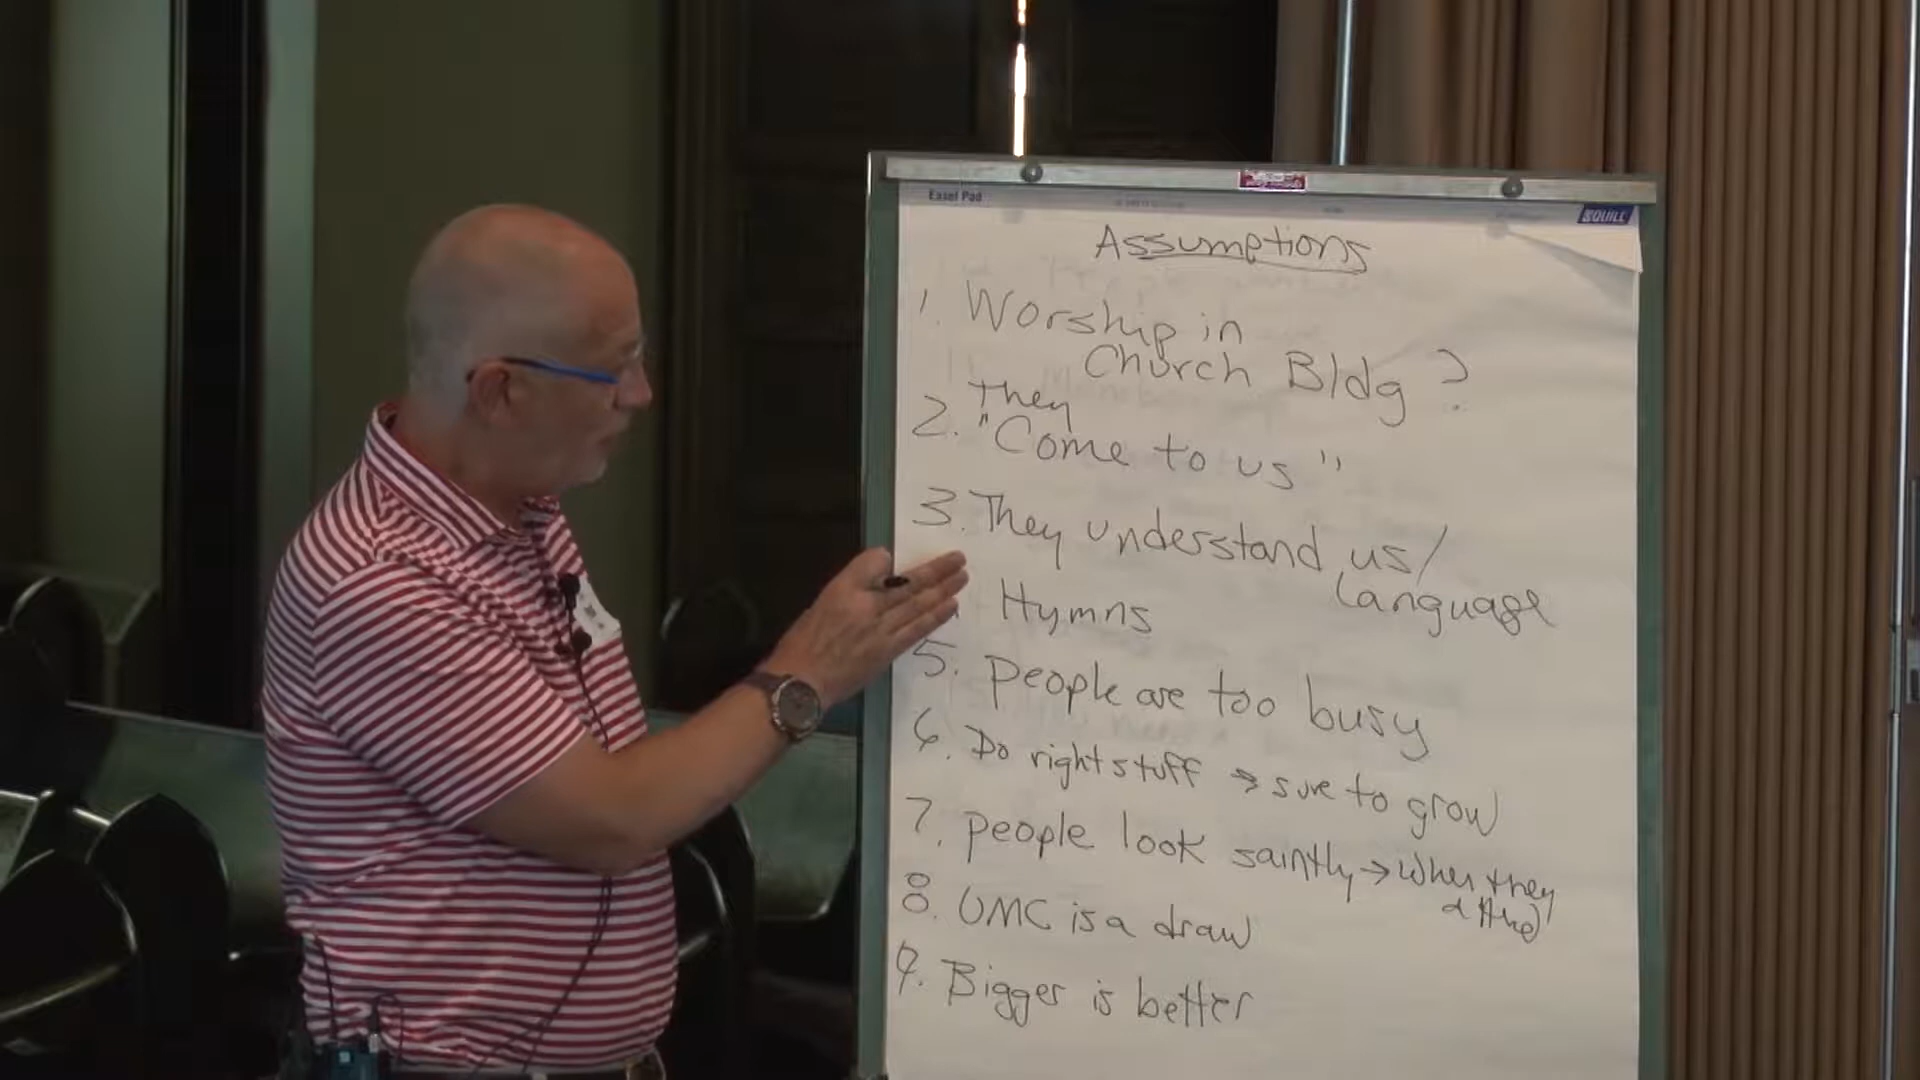 Easel Pad
QUILL
Assumptions
1. Worship in
Church Bldg ?
they
2. "Come to us"
3. They understand us/
Language
Hymns
5. People are too busy
6. Do right stuff → sure to grow
7. People look saintly → when they
attend
8. UMC is a draw
9. Bigger is better